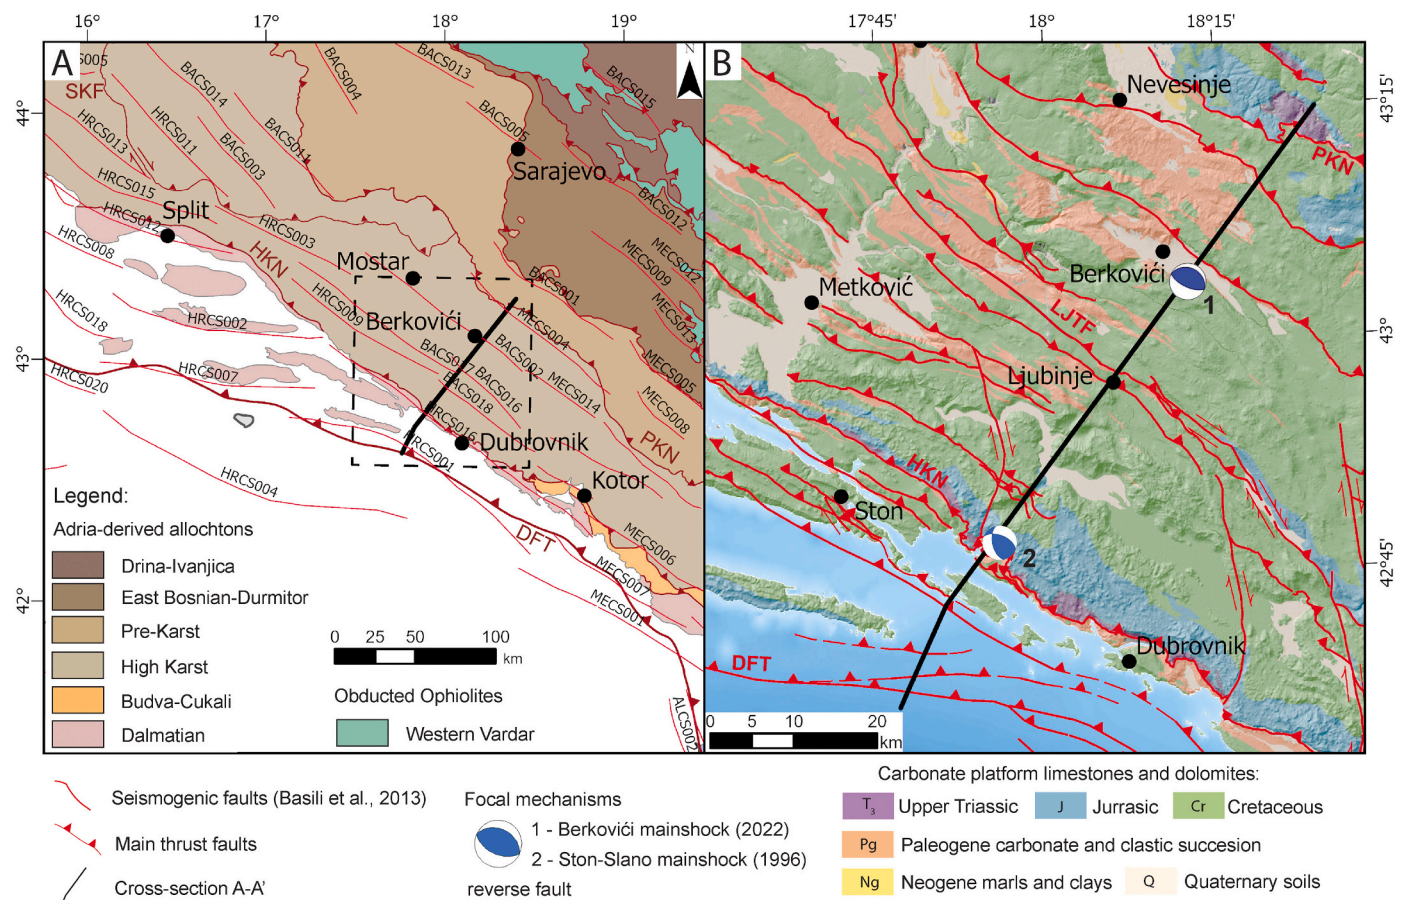 16°
17°
18°
19°
17°45'
18°
18°15'
A
B
44°
43°
42°
43°15'
43°
42°45'
S005
SKF
BACS014
BACS004
BACS013
BACS015
BACS005
HRCS013
HRCS011
BACS003
BACS011
Sarajevo
HRCS015
Split
HRCS012
HRCS008
HKN
HRCS003
BACS012
MECS012
MECS009
Mostar
BACS001
MECS013
HRCS018
HRCS002
HRCS009
Berkovići
MECS004
BACS002
HRCS007
HRCS020
BACS017
BACS016
BACS018
MECS014
MECS005
MECS008
HRCS016
HRCS001
Dubrovnik
PKN
HRCS004
Kotor
DFT
MECS006
MECS007
MECS001
ALCS002
Legend:
Adria-derived allochtons
Drina-Ivanjica
East Bosnian-Durmitor
Pre-Karst
High Karst
Budva-Cukali
Dalmatian
0 25 50 100
km
Obducted Ophiolites
Western Vardar
Nevesinje
PKN
Berkovići
1
Metković
LJTF
Ljubinje
HKN
Ston
2
Dubrovnik
DFT
0 5 10 20
km
Seismogenic faults (Basili et al., 2013)
Main thrust faults
Cross-section A-A'
Focal mechanisms
1 - Berkovići mainshock (2022)
2 - Ston-Slano mainshock (1996)
reverse fault
Carbonate platform limestones and dolomites:
T3 Upper Triassic J Jurrasic Cr Cretaceous
Pg Paleogene carbonate and clastic succesion
Ng Neogene marls and clays Q Quaternary soils